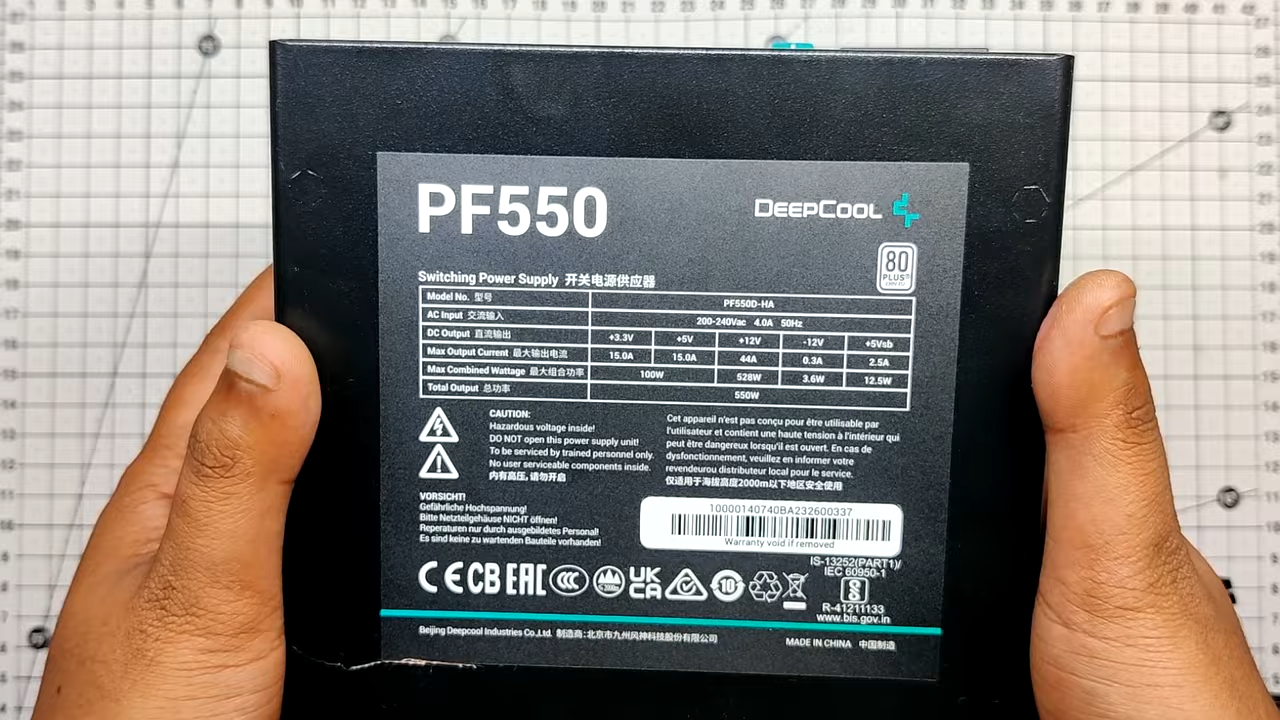 PF550
DEEPCOOL
80
PLUS
Switching Power Supply 开关电源供应器
Model No. 型号 PF550D-HA
AC Input 交流输入 200-240Vac 4.0A 50Hz
DC Output 直流输出 +3.3V +5V +12V -12V +5Vsb
Max Output Current 最大输出电流 15.0A 15.0A 44A 0.3A 2.5A
Max Combined Wattage 最大组合功率 100W 528W 3.6W 12.5W
Total Output 总功率 550W
CAUTION:
Hazardous voltage inside!
DO NOT open this power supply unit!
To be serviced by trained personnel only.
No user serviceable components inside.
内有高压,请勿开启
Cet appareil n'est pas conçu pour être utilisable par
l'utilisateur et contient une haute tension à l'intérieur qui
peut être dangereux lorsqu'il est ouvert. En cas de
dysfonctionnement, veuillez en informer votre
revendeurou distributeur local pour le service.
仅适用于海拔高度2000m以下地区安全使用
VORSICHT!
Gefährliche Hochspannung!
Bitte Netzteilgehäuse NICHT öffnen!
Reperaturen nur durch ausgebildetes Personal!
Es sind keine zu wartenden Bauteile vorhanden!
10000140740BA232600337
Warranty void if removed
IS-13252(PART1)/
IEC 60950-1
CE CB EAC CCC UK CA 10
R-41211133
www.bis.gov.in
Beijing Deepcool Industries Co.,Ltd. 制造商:北京市九州风神科技股份有限公司
MADE IN CHINA 中国制造